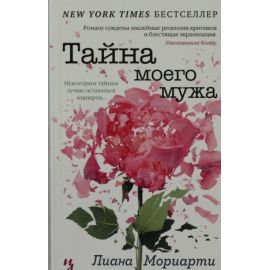 NEW YORK TIMES БЕСТСЕЛЛЕР
Роману суждены хвалебные рецензии критиков
и блестящая экранизация.
Entertainment Weekly
Тайна
моего мужа
Некоторым тайнам
лучше оставаться
взаперти...
Лиана Мориарти